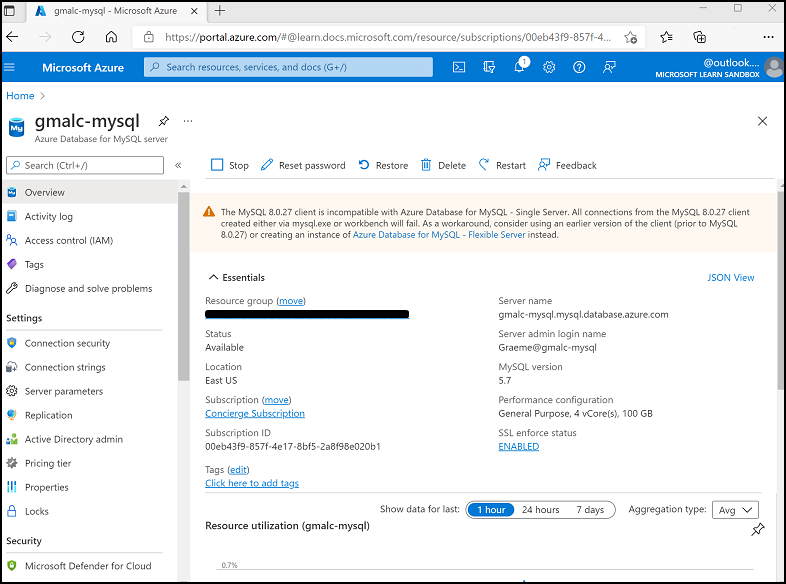 gmalc-mysql - Microsoft Azure
https://portal.azure.com/#@learn.docs.microsoft.com/resource/subscriptions/00eb43f9-857f-4...
Microsoft Azure
Search resources, services, and docs (G+/)
1
@outlook....
MICROSOFT LEARN SANDBOX
Home
My
gmalc-mysql
...
Azure Database for MySQL server
Search (Ctrl+/)
«
Stop
Reset password
Restore
Delete
Restart
Feedback
Overview
Activity log
Access control (IAM)
Tags
Diagnose and solve problems
Settings
Connection security
Connection strings
Server parameters
Replication
Active Directory admin
Pricing tier
Properties
Locks
Security
Microsoft Defender for Cloud
The MySQL 8.0.27 client is incompatible with Azure Database for MySQL - Single Server. All connections from the MySQL 8.0.27 client
created either via mysql.exe or workbench will fail. As a workaround, consider using an earlier version of the client (prior to MySQL
8.0.27) or creating an instance of Azure Database for MySQL - Flexible Server instead.
Essentials
JSON View
Resource group (move)
Status
Available
Location
East US
Subscription (move)
Concierge Subscription
Subscription ID
00eb43f9-857f-4e17-8bf5-2a8f98e020b1
Tags (edit)
Click here to add tags
Server name
gmalc-mysql.mysql.database.azure.com
Server admin login name
Graeme@gmalc-mysql
MySQL version
5.7
Performance configuration
General Purpose, 4 vCore(s), 100 GB
SSL enforce status
ENABLED
Show data for last:
1 hour
24 hours
7 days
Aggregation type:
Avg
Resource utilization (gmalc-mysql)
0.7%